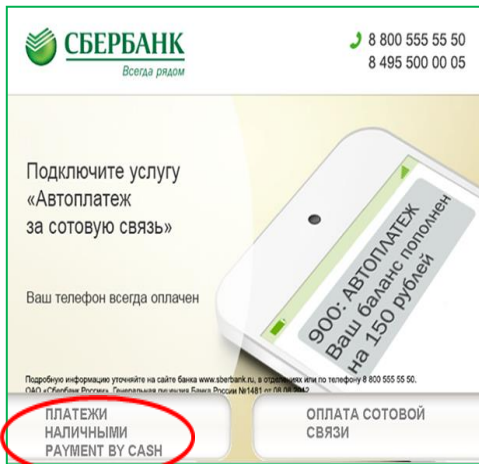 СБЕРБАНК
Всегда рядом
8 800 555 55 50
8 495 500 00 05
Подключите услугу
«Автоплатеж
за сотовую связь»
Ваш телефон всегда оплачен
900: АВТОПЛАТЕЖ
Ваш баланс пополнен
на 150 рублей
Подробную информацию уточняйте на сайте банка www.sberbank.ru, в отделениях или по телефону 8 800 555 55 50.
ОАО «Сбербанк России». Генеральная лицензия Банка России №1481 от 08.08.2012
ПЛАТЕЖИ
НАЛИЧНЫМИ
PAYMENT BY CASH
ОПЛАТА СОТОВОЙ
СВЯЗИ